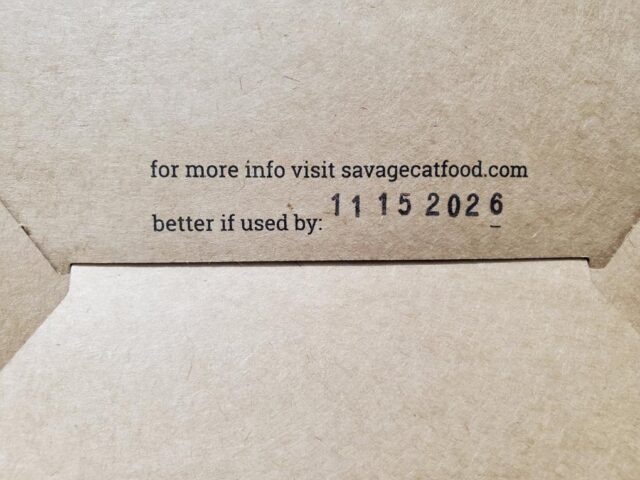 for more info visit savagecatfood.com
better if used by: 11 15 2026